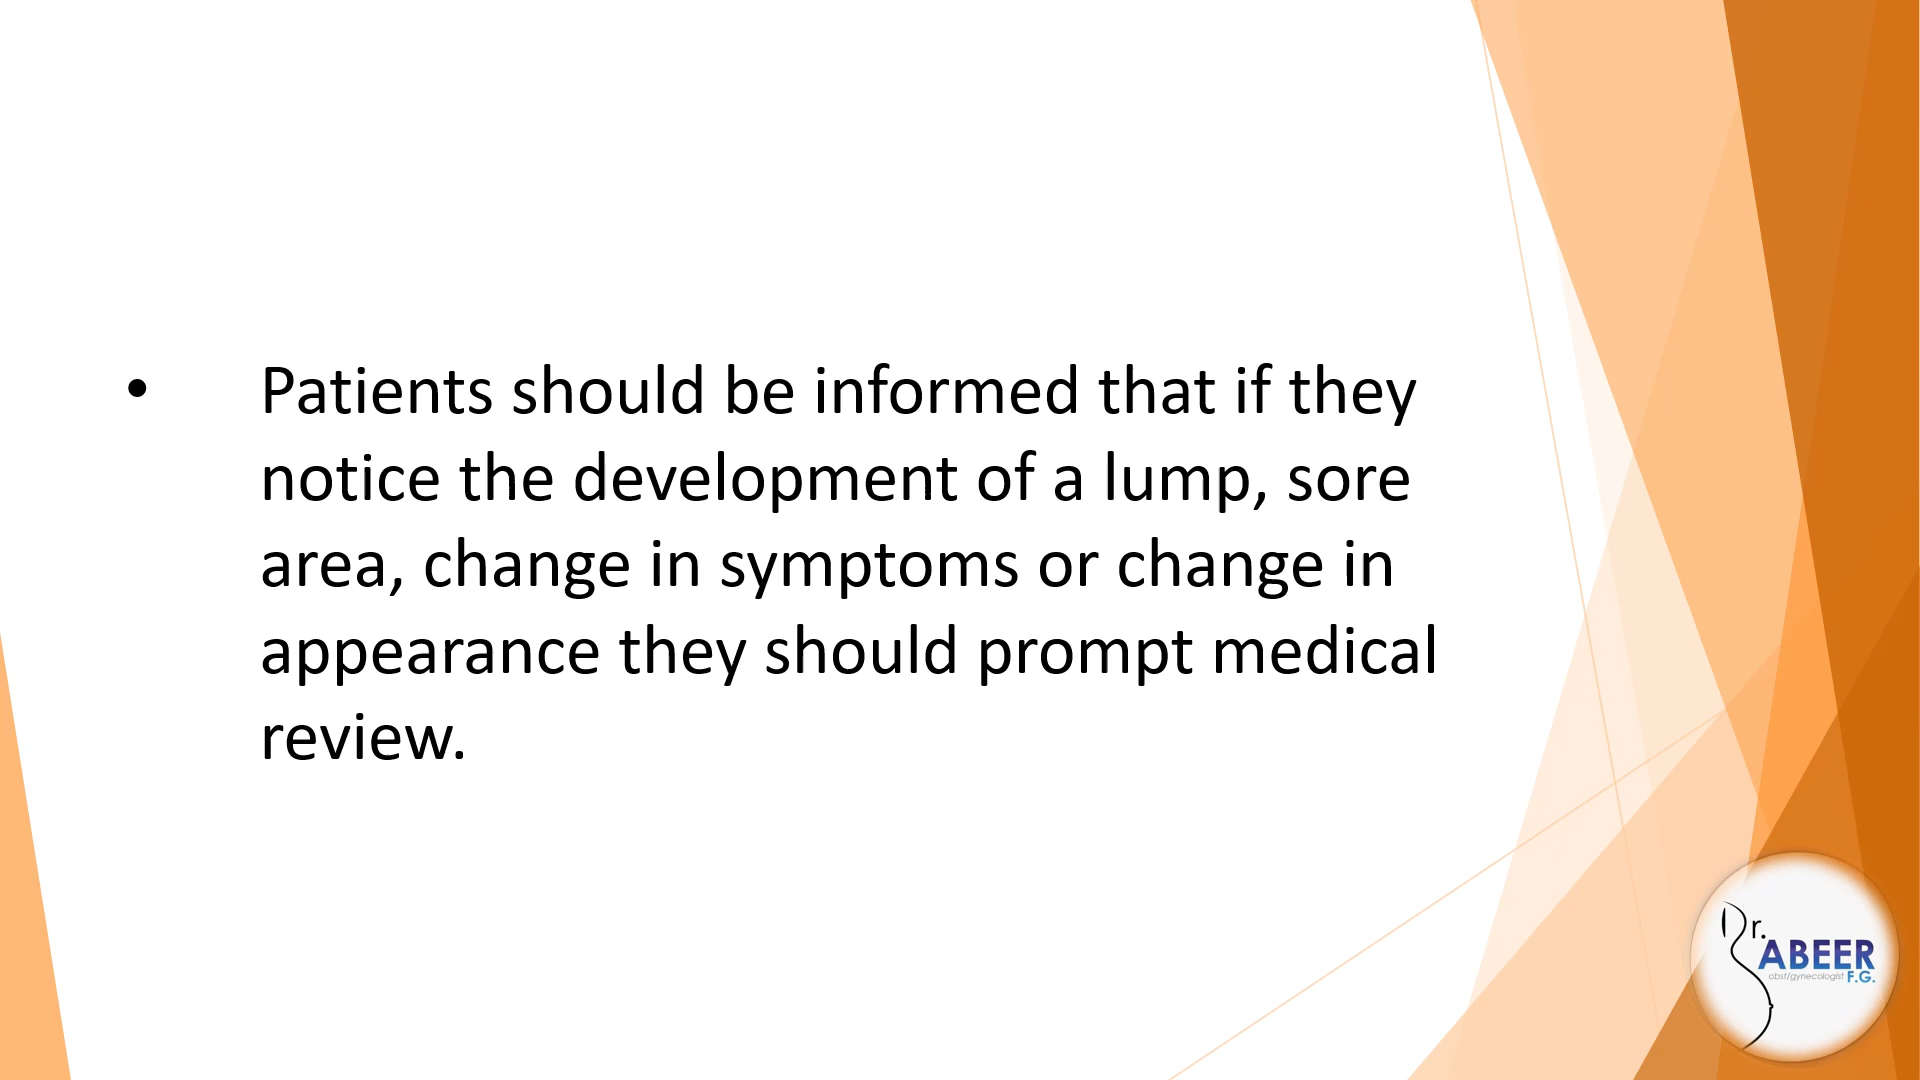 • Patients should be informed that if they
notice the development of a lump, sore
area, change in symptoms or change in
appearance they should prompt medical
review.
Dr.
ABEER
obst/gynecologist F.G.